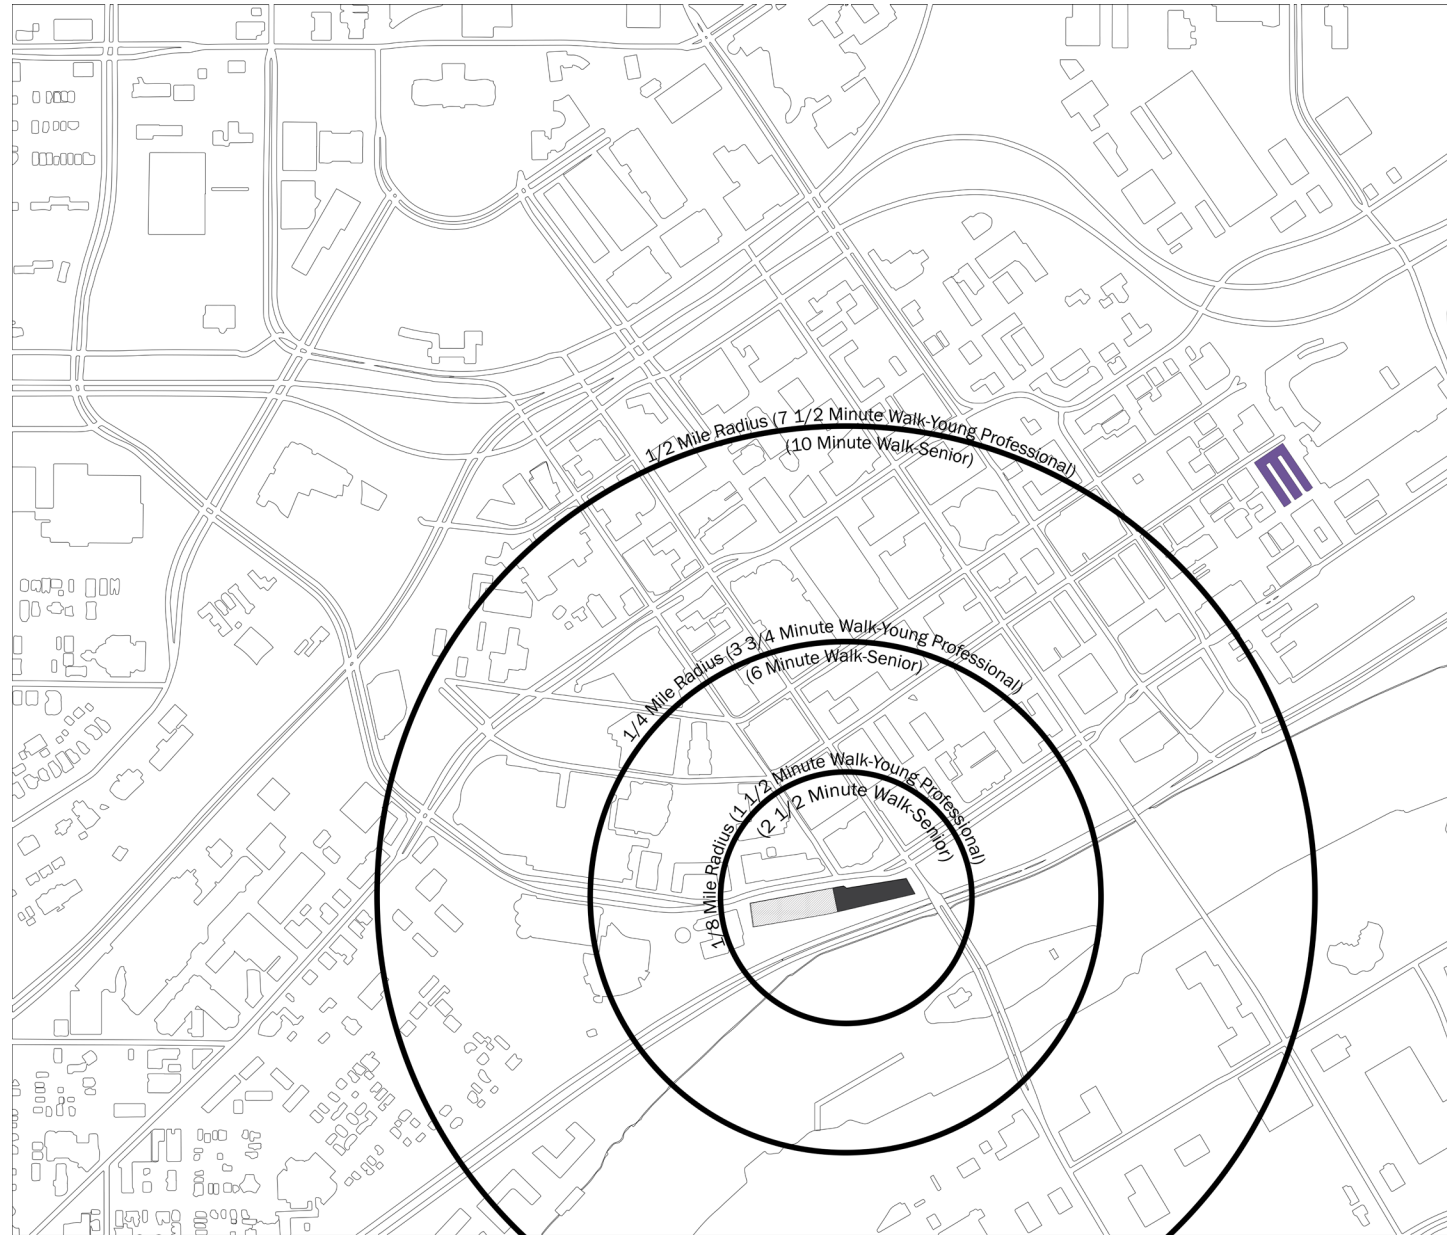 1/2 Mile Radius (7 1/2 Minute Walk-Young Professional)
(10 Minute Walk-Senior)
1/4 Mile Radius (3 3/4 Minute Walk-Young Professional)
(6 Minute Walk-Senior)
1/8 Mile Radius (1 1/2 Minute Walk-Young Professional)
(2 1/2 Minute Walk-Senior)